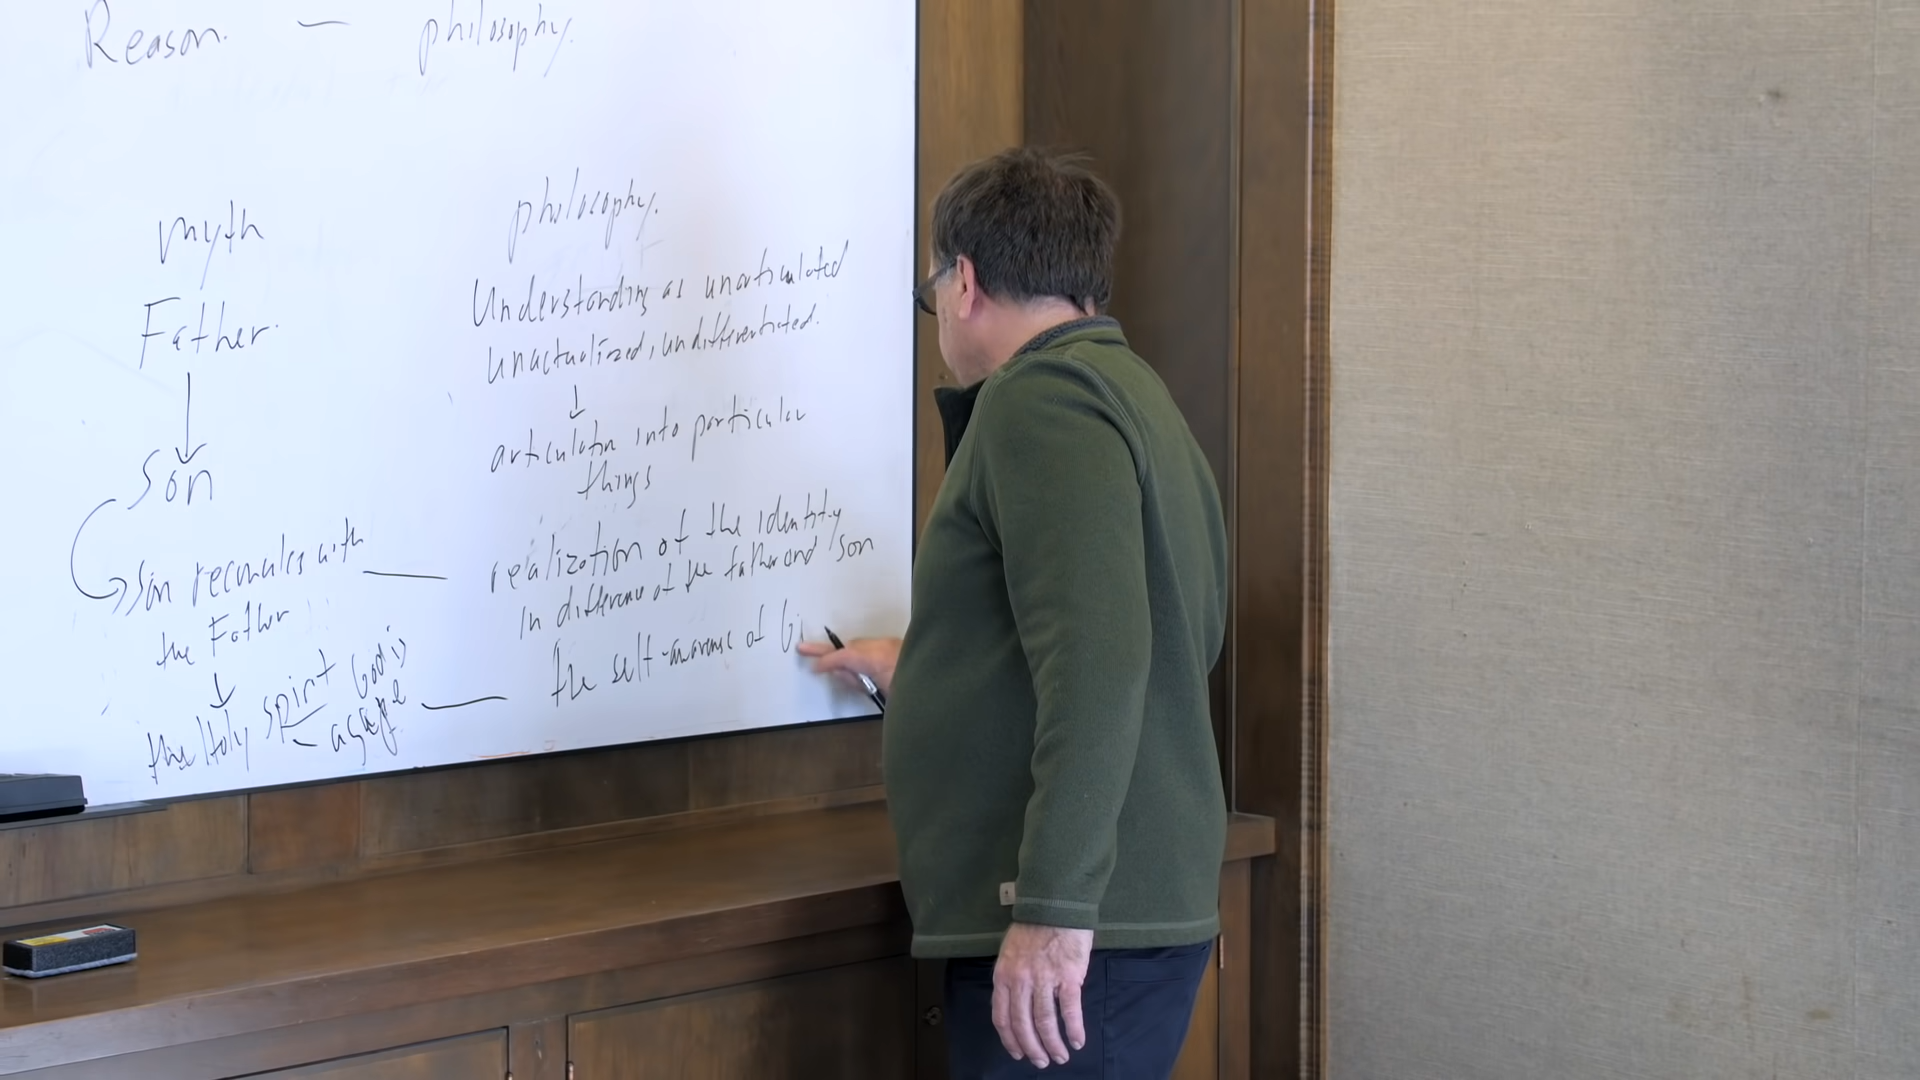 Reason. — philosophy.
myth
Father.
↓
Son
Son reconciles with
the Father
↓
the Holy spirit God is
— agape
philosophy.
Understanding as unarticulated
unactualized, undifferentiated.
↓
articulatin into particular
things
— realization of the identity
in difference of the father and son
— the self-awareness of G